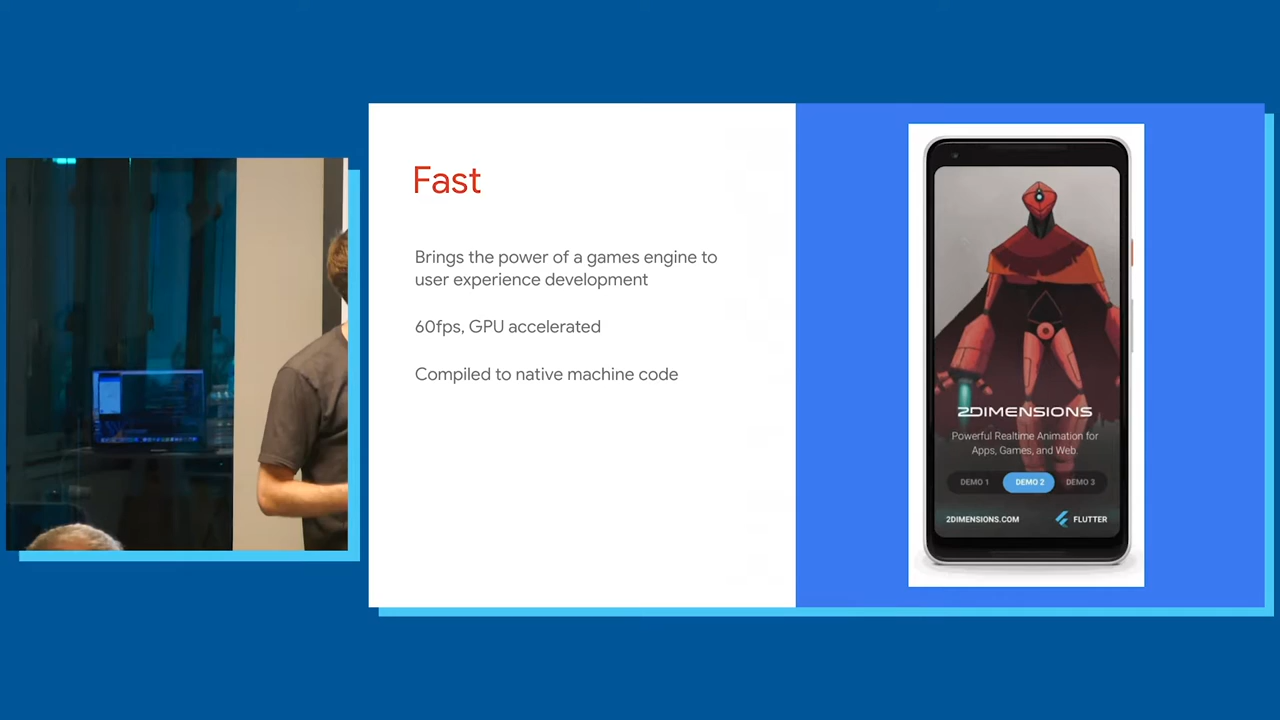 Fast
Brings the power of a games engine to
user experience development
60fps, GPU accelerated
Compiled to native machine code
2DIMENSIONS
Powerful Realtime Animation for
Apps, Games, and Web.
DEMO 1 DEMO 2 DEMO 3
2DIMENSIONS.COM FLUTTER